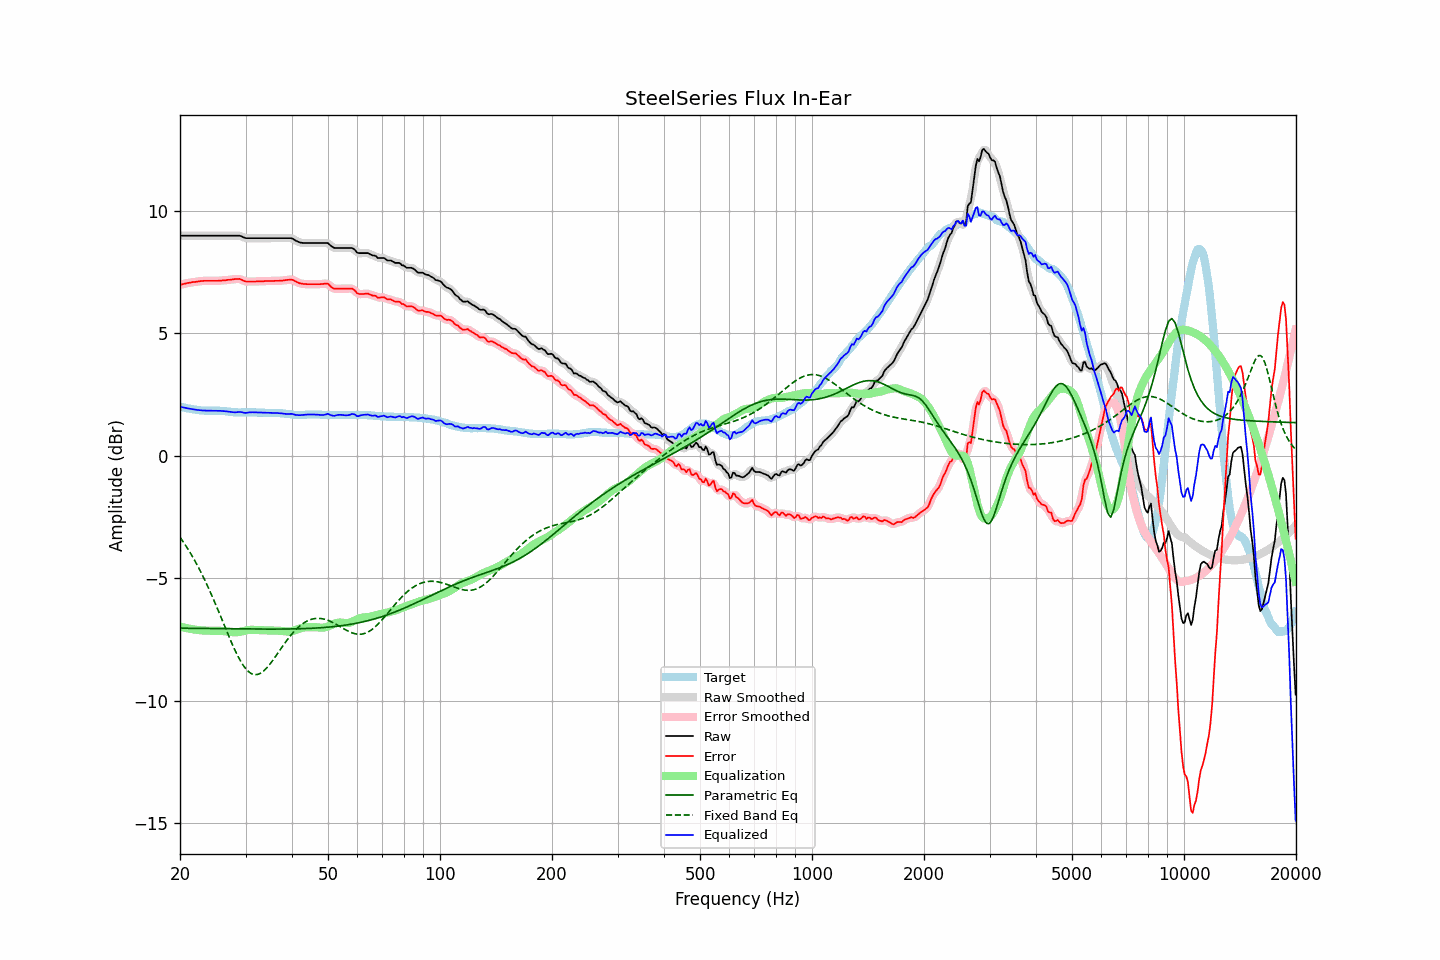 SteelSeries Flux In-Ear
Amplitude (dBr)
10
5
0
−5
−10
−15
Target
Raw Smoothed
Error Smoothed
Raw
Error
Equalization
Parametric Eq
Fixed Band Eq
Equalized
20 50 100 200 500 1000 2000 5000 10000 20000
Frequency (Hz)